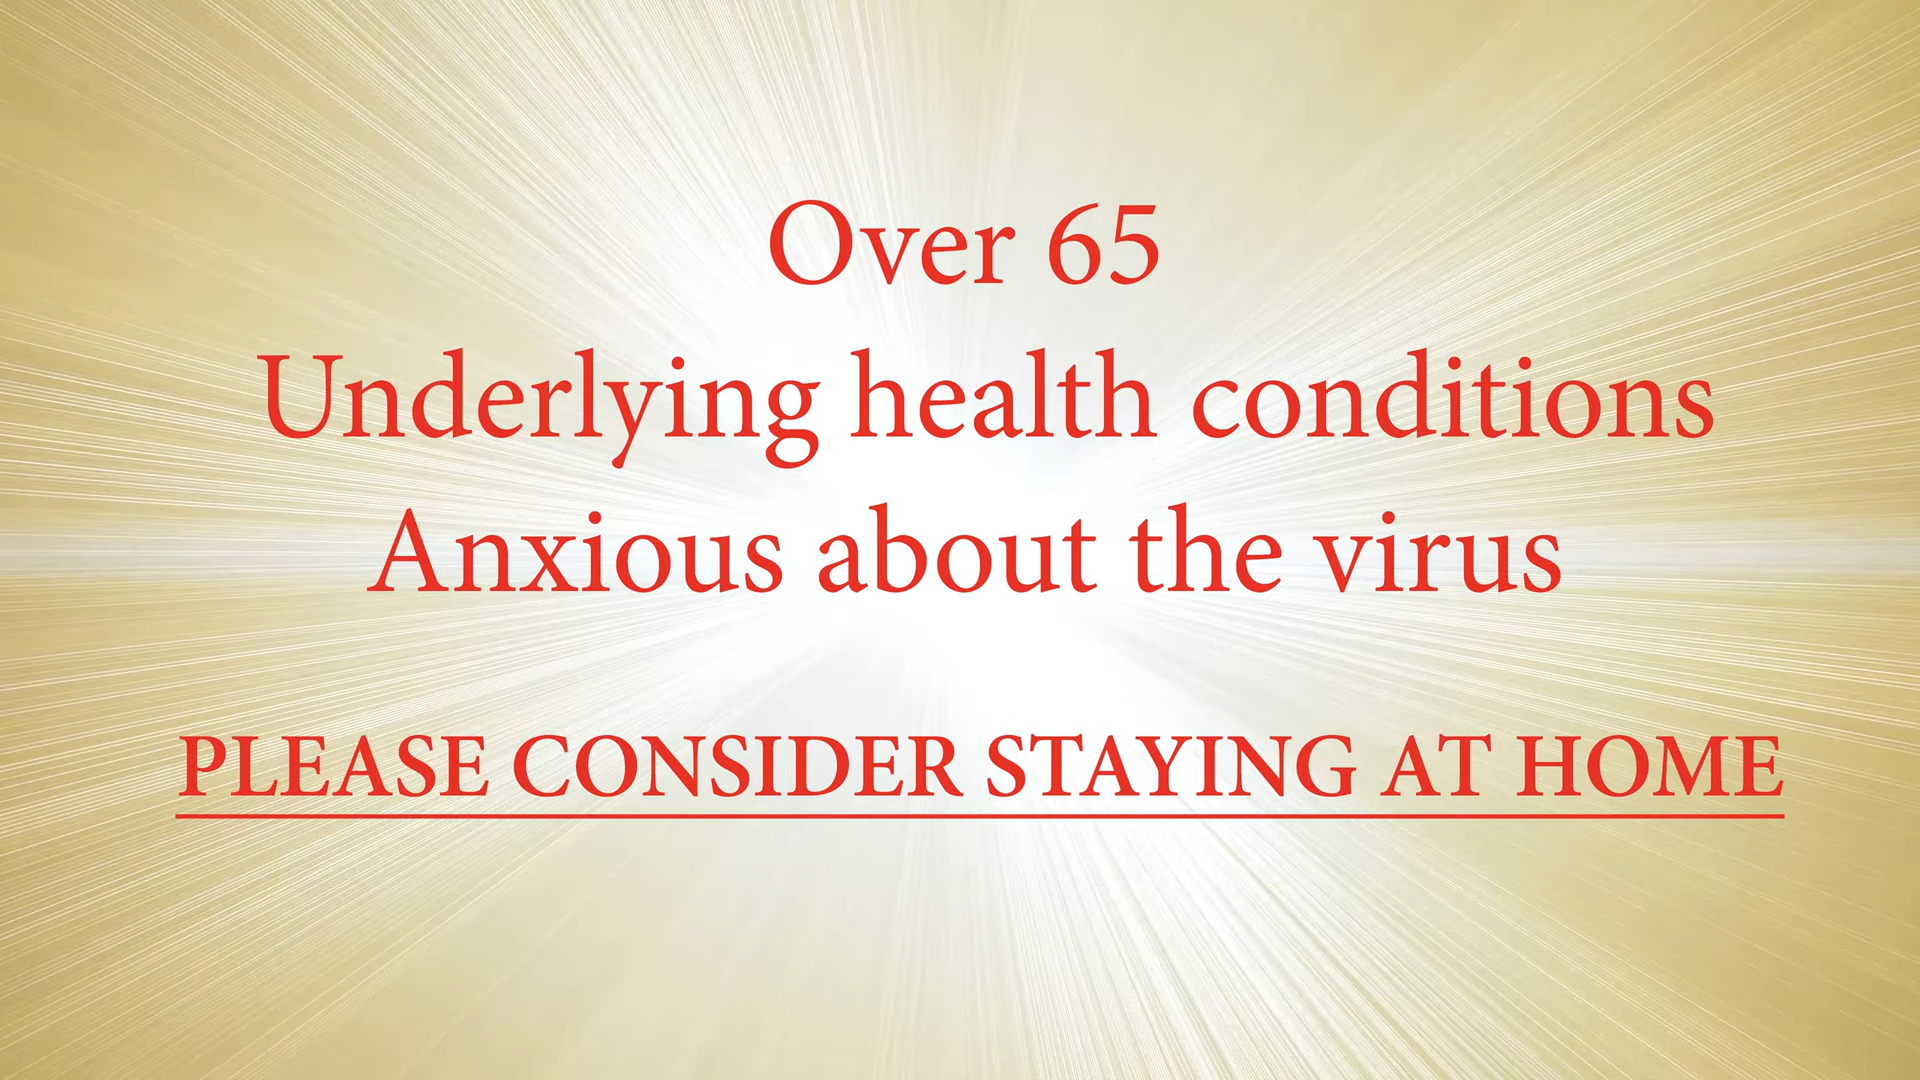 Over 65
Underlying health conditions
Anxious about the virus
PLEASE CONSIDER STAYING AT HOME